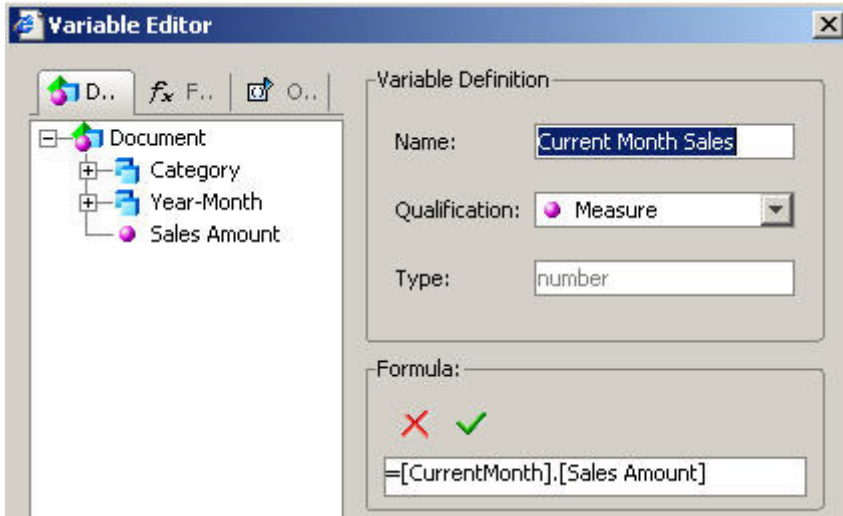 Variable Editor
D.. fx F.. O..
Document
Category
Year-Month
Sales Amount
Variable Definition
Name: Current Month Sales
Qualification: Measure
Type: number
Formula:
=[CurrentMonth].[Sales Amount]